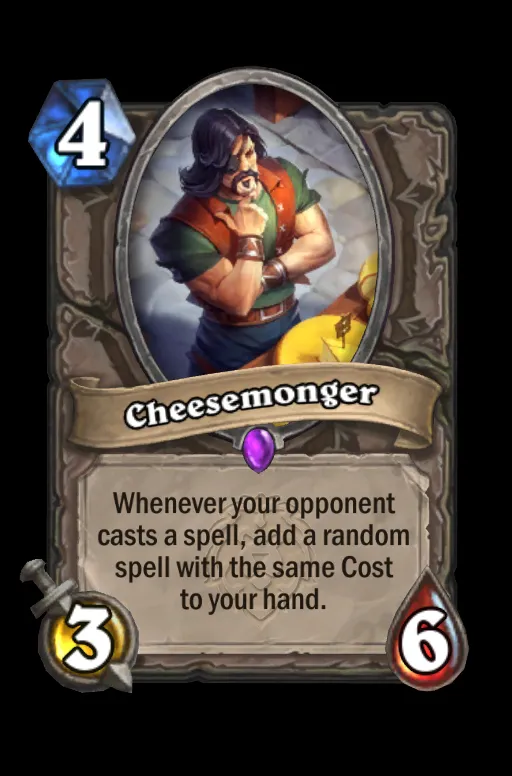 4
Cheesemonger
Whenever your opponent
casts a spell, add a random
spell with the same Cost
to your hand.
3
6